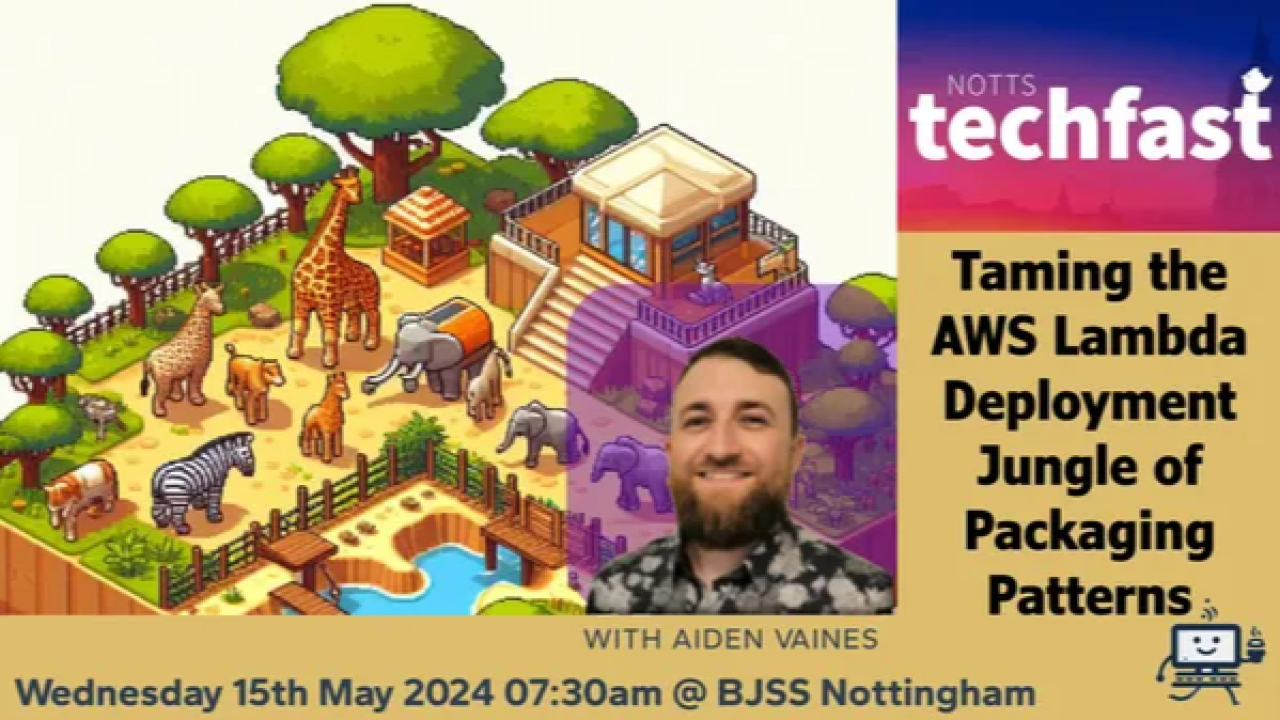 NOTTS
techfast
Taming the
AWS Lambda
Deployment
Jungle of
Packaging
Patterns
WITH AIDEN VAINES
Wednesday 15th May 2024 07:30am @ BJSS Nottingham